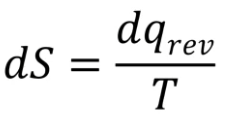 dS = dq_rev / T